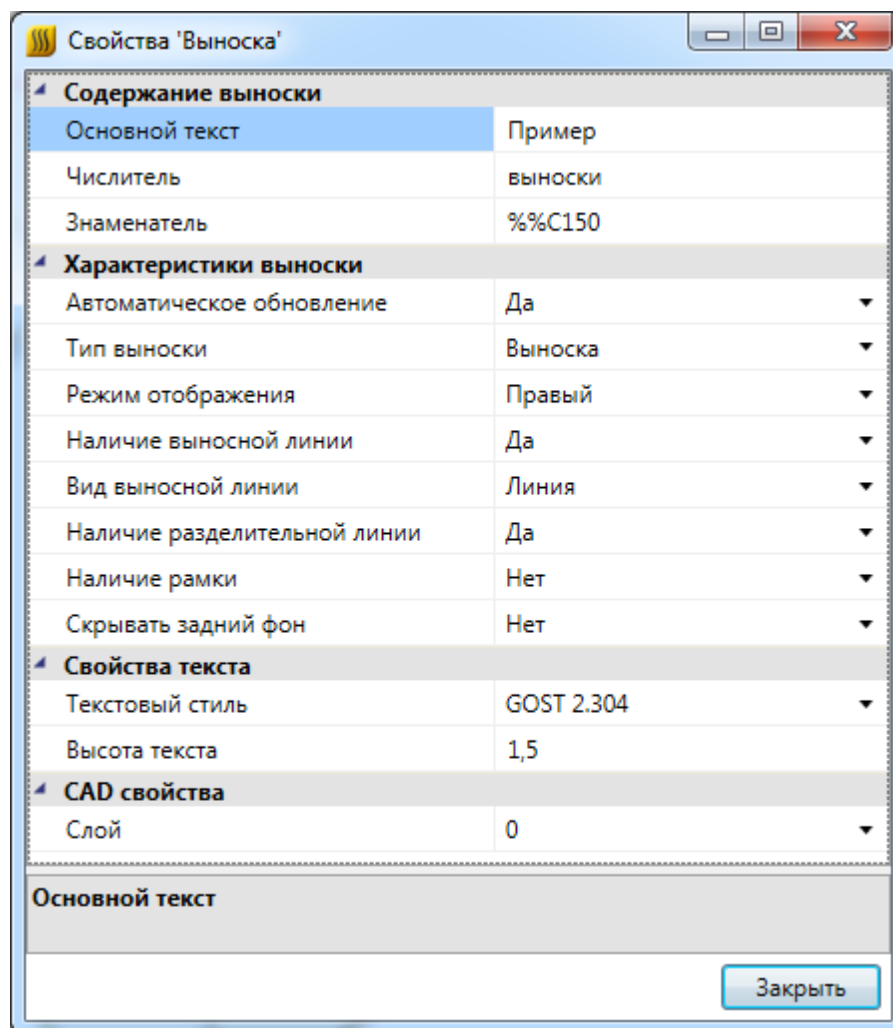 Свойства 'Выноска'
Содержание выноски
Основной текст Пример
Числитель выноски
Знаменатель %%C150
Характеристики выноски
Автоматическое обновление Да
Тип выноски Выноска
Режим отображения Правый
Наличие выносной линии Да
Вид выносной линии Линия
Наличие разделительной линии Да
Наличие рамки Нет
Скрывать задний фон Нет
Свойства текста
Текстовый стиль GOST 2.304
Высота текста 1,5
CAD свойства
Слой 0
Основной текст
Закрыть